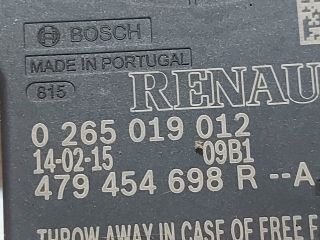 BOSCH
MADE IN PORTUGAL
815
RENAU
0 265 019 012
14-02-15 09B1
479 454 698 R --A
THROW AWAY IN CASE OF FREE F